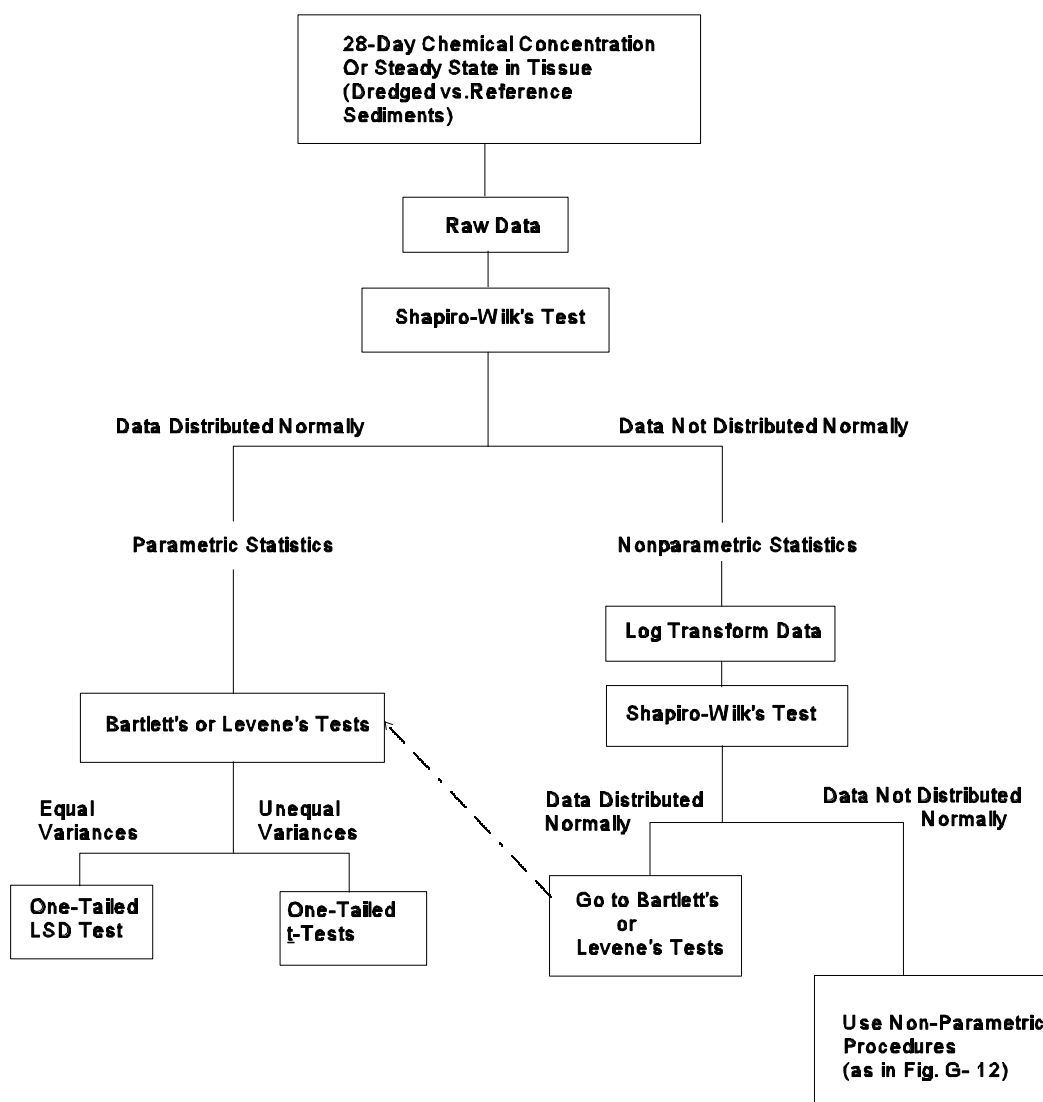 28-Day Chemical Concentration
Or Steady State in Tissue
(Dredged vs.Reference
Sediments)
Raw Data
Shapiro-Wilk's Test
Data Distributed Normally
Data Not Distributed Normally
Parametric Statistics
Nonparametric Statistics
Log Transform Data
Bartlett's or Levene's Tests
Shapiro-Wilk's Test
Equal
Variances
Unequal
Variances
Data Distributed
Normally
Data Not Distributed
Normally
One-Tailed
LSD Test
One-Tailed
t-Tests
Go to Bartlett's
or
Levene's Tests
Use Non-Parametric
Procedures
(as in Fig. G- 12)